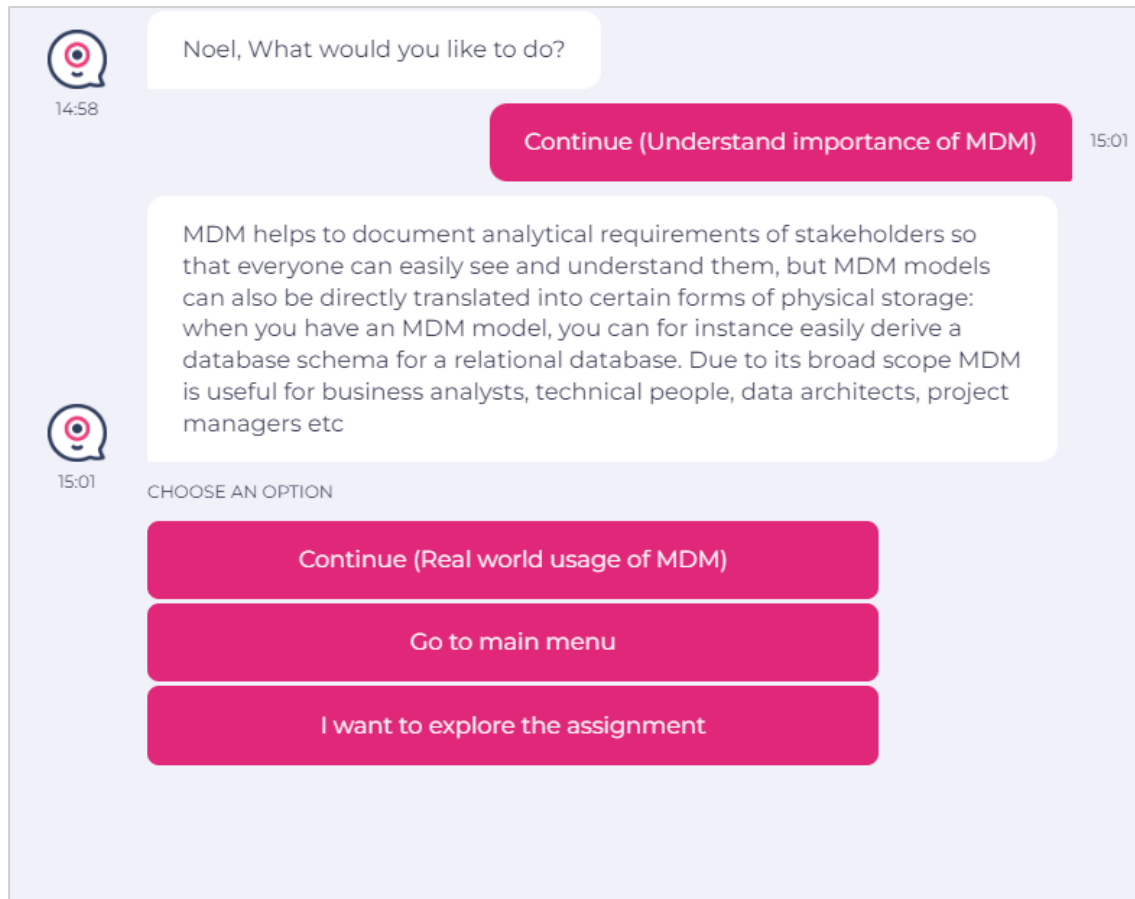 Noel, What would you like to do?
14:58
Continue (Understand importance of MDM)
15:01
MDM helps to document analytical requirements of stakeholders so
that everyone can easily see and understand them, but MDM models
can also be directly translated into certain forms of physical storage:
when you have an MDM model, you can for instance easily derive a
database schema for a relational database. Due to its broad scope MDM
is useful for business analysts, technical people, data architects, project
managers etc
15:01
CHOOSE AN OPTION
Continue (Real world usage of MDM)
Go to main menu
I want to explore the assignment